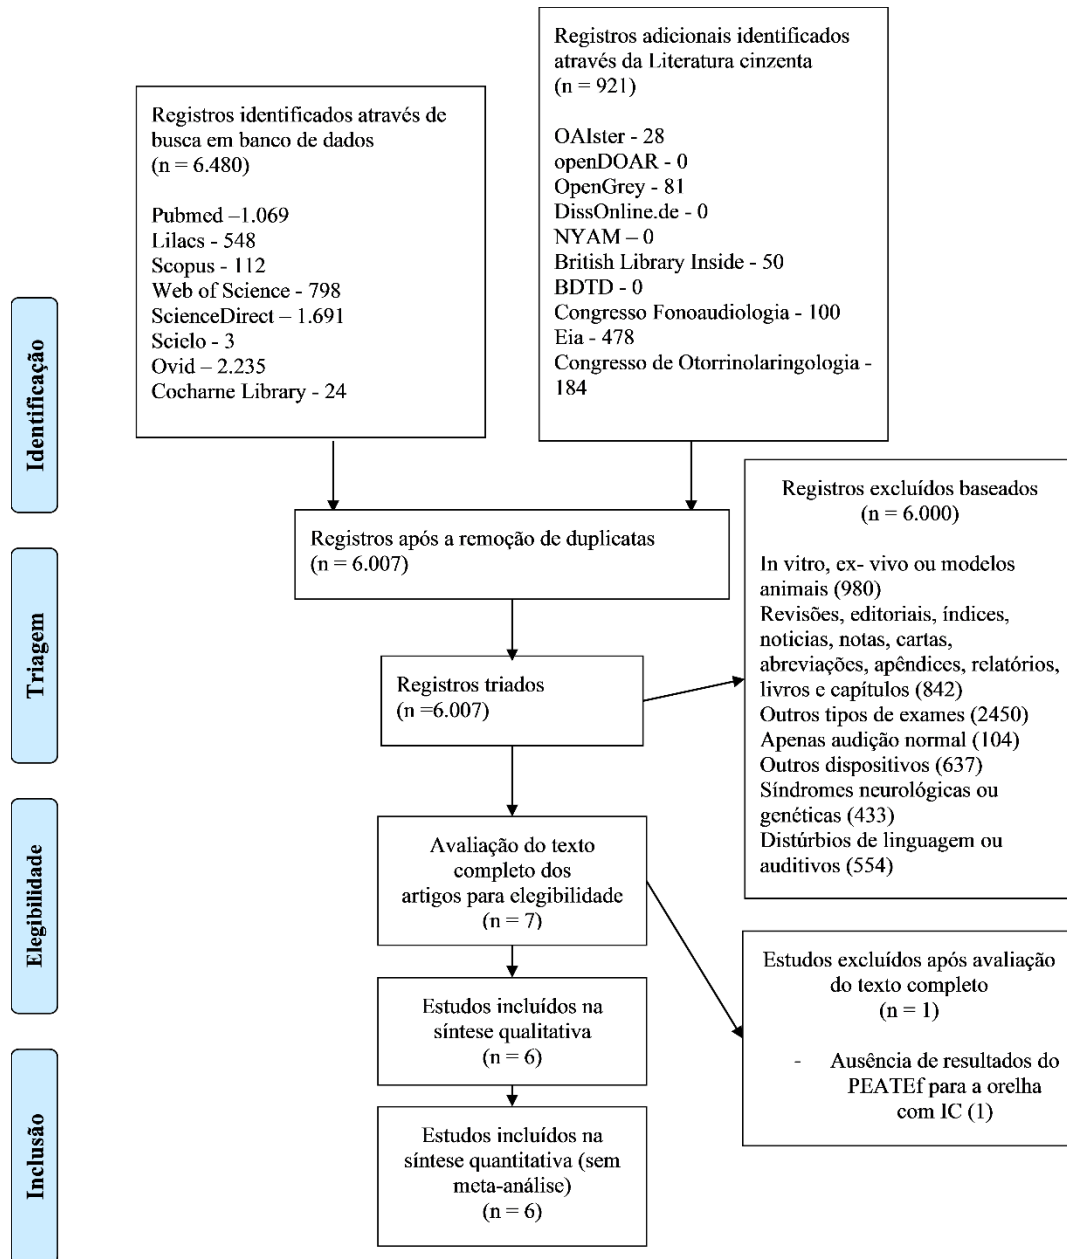 Registros identificados através de
busca em banco de dados
(n = 6.480)
Pubmed –1.069
Lilacs - 548
Scopus - 112
Web of Science - 798
ScienceDirect – 1.691
Scielo - 3
Ovid – 2.235
Cocharne Library - 24
Registros adicionais identificados
através da Literatura cinzenta
(n = 921)
OAIster - 28
openDOAR - 0
OpenGrey - 81
DissOnline.de - 0
NYAM – 0
British Library Inside - 50
BDTD - 0
Congresso Fonoaudiologia - 100
Eia - 478
Congresso de Otorrinolaringologia -
184
Identificação
Registros após a remoção de duplicatas
(n = 6.007)
Registros excluídos baseados
(n = 6.000)
In vitro, ex- vivo ou modelos
animais (980)
Revisões, editoriais, índices,
noticias, notas, cartas,
abreviações, apêndices, relatórios,
livros e capítulos (842)
Outros tipos de exames (2450)
Apenas audição normal (104)
Outros dispositivos (637)
Síndromes neurológicas ou
genéticas (433)
Distúrbios de linguagem ou
auditivos (554)
Triagem
Registros triados
(n =6.007)
Elegibilidade
Avaliação do texto
completo dos
artigos para elegibilidade
(n = 7)
Estudos excluídos após avaliação
do texto completo
(n = 1)
- Ausência de resultados do
PEATEf para a orelha
com IC (1)
Estudos incluídos na
síntese qualitativa
(n = 6)
Inclusão
Estudos incluídos na
síntese quantitativa (sem
meta-análise)
(n = 6)